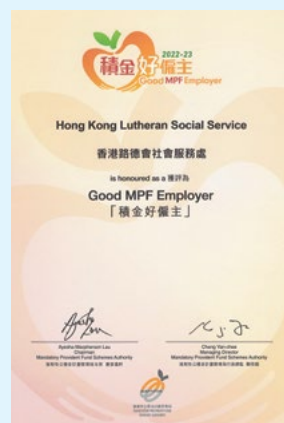 2022-23
積金好僱主
Good MPF Employer
Hong Kong Lutheran Social Service
香港路德會社會服務處
is honoured as a 獲評為
Good MPF Employer
「積金好僱主」
Ayesha Macpherson Lau
Chairman
Mandatory Provident Fund Schemes Authority
Cheng Yan-chee
Managing Director
Mandatory Provident Fund Schemes Authority